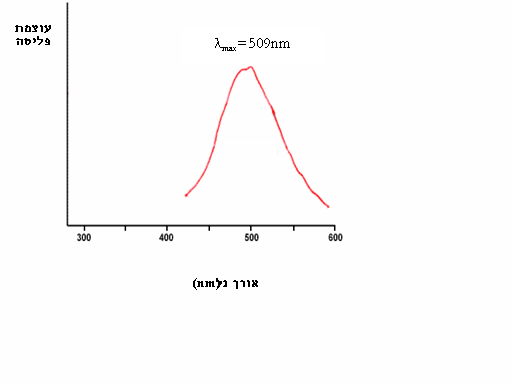 עוצמת
פליטה
λmax=509nm
300 400 500 600
אורך גל(nm)